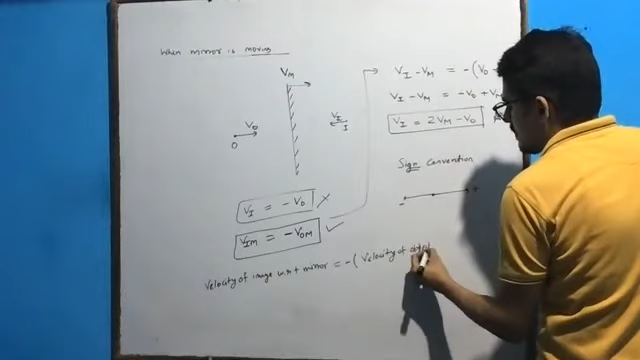 When mirror is moving
V_M
V_O
O
V_I
I
V_I = -V_O ✗
V_IM = -V_OM ✓
Velocity of image w.r.t mirror = -( Velocity of object
V_I - V_M = -(V_O -
V_I - V_M = -V_O + V_M
V_I = 2V_M - V_O
Sign convention
- +